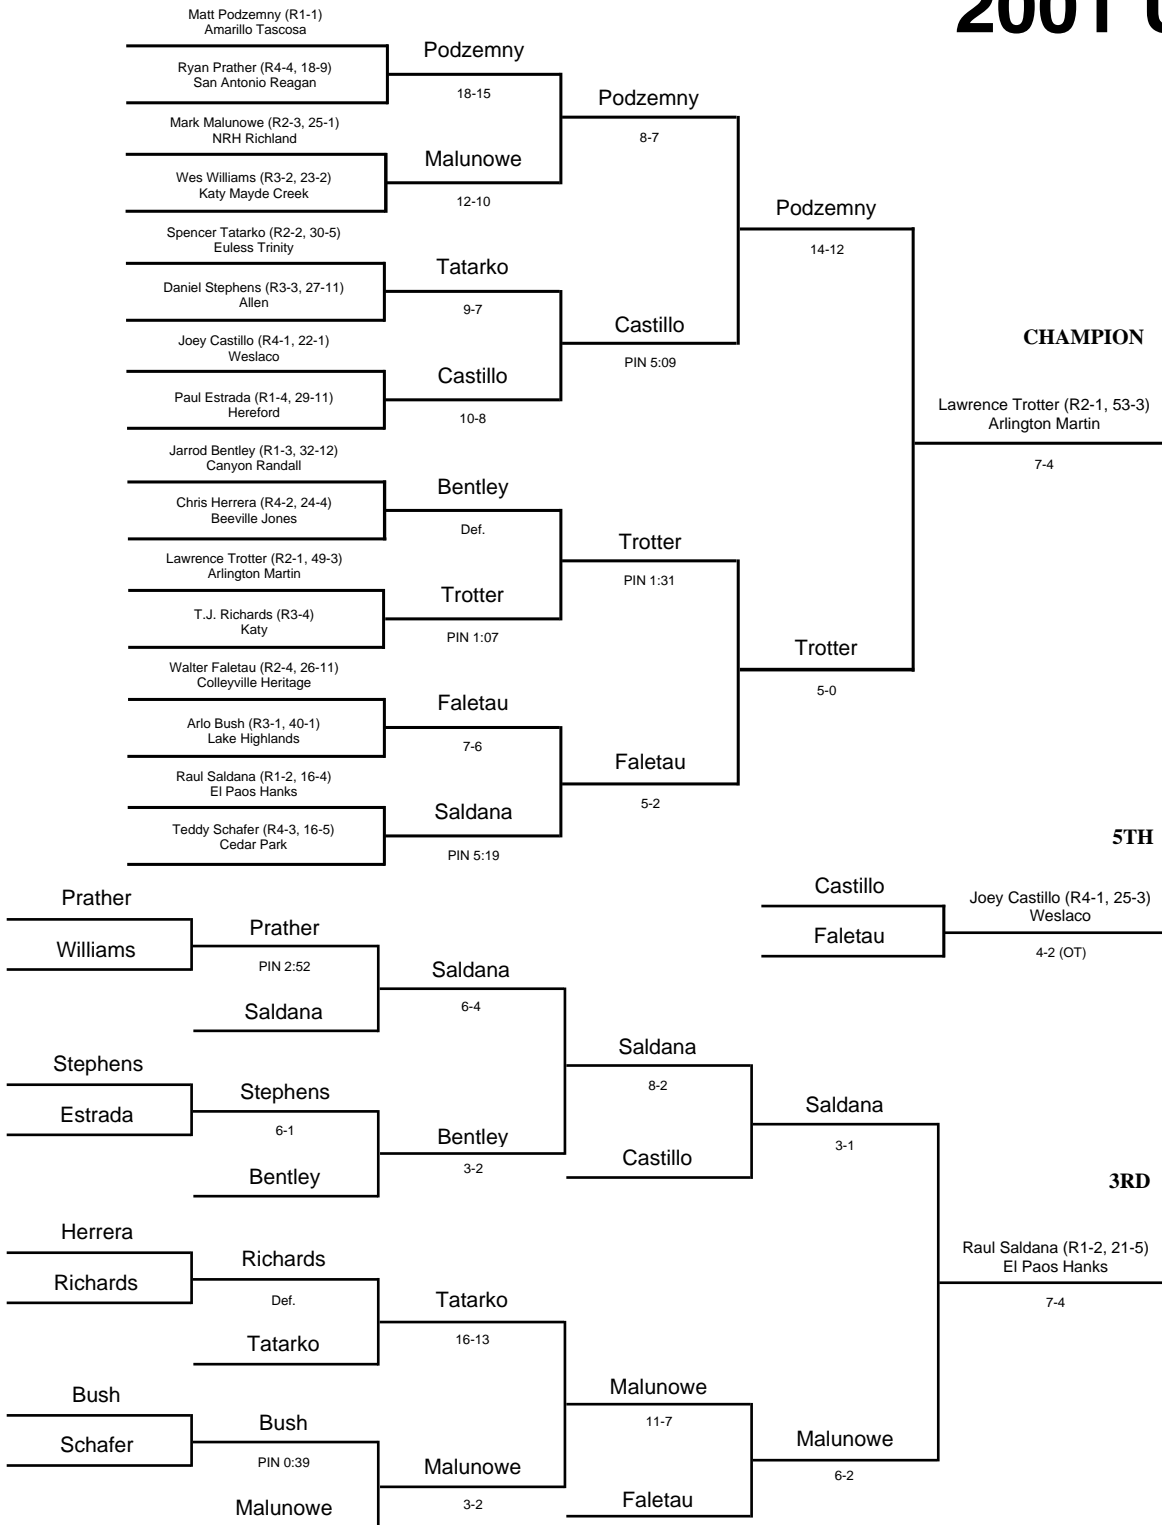 2001 U
Matt Podzemny (R1-1)
Amarillo Tascosa
Ryan Prather (R4-4, 18-9)
San Antonio Reagan
Mark Malunowe (R2-3, 25-1)
NRH Richland
Wes Williams (R3-2, 23-2)
Katy Mayde Creek
Spencer Tatarko (R2-2, 30-5)
Euless Trinity
Daniel Stephens (R3-3, 27-11)
Allen
Joey Castillo (R4-1, 22-1)
Weslaco
Paul Estrada (R1-4, 29-11)
Hereford
Jarrod Bentley (R1-3, 32-12)
Canyon Randall
Chris Herrera (R4-2, 24-4)
Beeville Jones
Lawrence Trotter (R2-1, 49-3)
Arlington Martin
T.J. Richards (R3-4)
Katy
Walter Faletau (R2-4, 26-11)
Colleyville Heritage
Arlo Bush (R3-1, 40-1)
Lake Highlands
Raul Saldana (R1-2, 16-4)
El Paos Hanks
Teddy Schafer (R4-3, 16-5)
Cedar Park
Podzemny
18-15
Malunowe
12-10
Tatarko
9-7
Castillo
10-8
Bentley
Def.
Trotter
PIN 1:07
Faletau
7-6
Saldana
PIN 5:19
Podzemny
8-7
Castillo
PIN 5:09
Trotter
PIN 1:31
Faletau
5-2
Podzemny
14-12
Trotter
5-0
CHAMPION
Lawrence Trotter (R2-1, 53-3)
Arlington Martin
7-4
5TH
Castillo
Faletau
Joey Castillo (R4-1, 25-3)
Weslaco
4-2 (OT)
Prather
Williams
Stephens
Estrada
Herrera
Richards
Bush
Schafer
Prather
PIN 2:52
Saldana
Stephens
6-1
Bentley
Richards
Def.
Tatarko
Bush
PIN 0:39
Malunowe
Saldana
6-4
Bentley
3-2
Tatarko
16-13
Malunowe
3-2
Saldana
8-2
Castillo
Malunowe
11-7
Faletau
Saldana
3-1
Malunowe
6-2
3RD
Raul Saldana (R1-2, 21-5)
El Paos Hanks
7-4